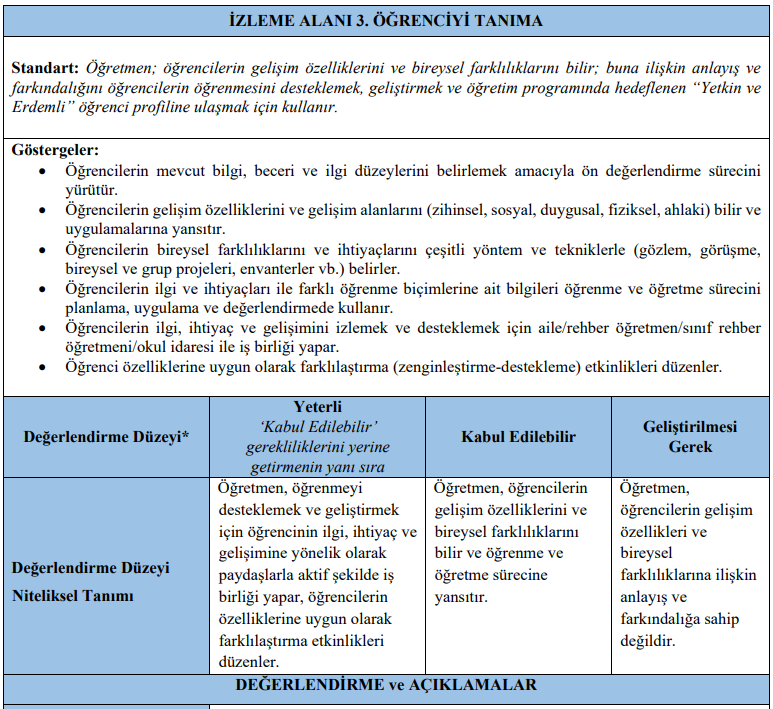 İZLEME ALANI 3. ÖĞRENCİYİ TANIMA
Standart: Öğretmen; öğrencilerin gelişim özelliklerini ve bireysel farklılıklarını bilir; buna ilişkin anlayış ve
farkındalığını öğrencilerin öğrenmesini desteklemek, geliştirmek ve öğretim programında hedeflenen “Yetkin ve
Erdemli” öğrenci profiline ulaşmak için kullanır.
Göstergeler:
• Öğrencilerin mevcut bilgi, beceri ve ilgi düzeylerini belirlemek amacıyla ön değerlendirme sürecini
yürütür.
• Öğrencilerin gelişim özelliklerini ve gelişim alanlarını (zihinsel, sosyal, duygusal, fiziksel, ahlaki) bilir ve
uygulamalarına yansıtır.
• Öğrencilerin bireysel farklılıklarını ve ihtiyaçlarını çeşitli yöntem ve tekniklerle (gözlem, görüşme,
bireysel ve grup projeleri, envanterler vb.) belirler.
• Öğrencilerin ilgi ve ihtiyaçları ile farklı öğrenme biçimlerine ait bilgileri öğrenme ve öğretme sürecini
planlama, uygulama ve değerlendirmede kullanır.
• Öğrencilerin ilgi, ihtiyaç ve gelişimini izlemek ve desteklemek için aile/rehber öğretmen/sınıf rehber
öğretmeni/okul idaresi ile iş birliği yapar.
• Öğrenci özelliklerine uygun olarak farklılaştırma (zenginleştirme-destekleme) etkinlikleri düzenler.
Değerlendirme Düzeyi*
Yeterli
‘Kabul Edilebilir’
gerekliliklerini yerine
getirmenin yanı sıra
Kabul Edilebilir
Geliştirilmesi
Gerek
Değerlendirme Düzeyi
Niteliksel Tanımı
Öğretmen, öğrenmeyi
desteklemek ve geliştirmek
için öğrencinin ilgi, ihtiyaç ve
gelişimine yönelik olarak
paydaşlarla aktif şekilde iş
birliği yapar, öğrencilerin
özelliklerine uygun olarak
farklılaştırma etkinlikleri
düzenler.
Öğretmen, öğrencilerin
gelişim özelliklerini ve
bireysel farklılıklarını
bilir ve öğrenme ve
öğretme sürecine
yansıtır.
Öğretmen,
öğrencilerin gelişim
özellikleri ve
bireysel
farklılıklarına ilişkin
anlayış ve
farkındalığa sahip
değildir.
DEĞERLENDİRME ve AÇIKLAMALAR